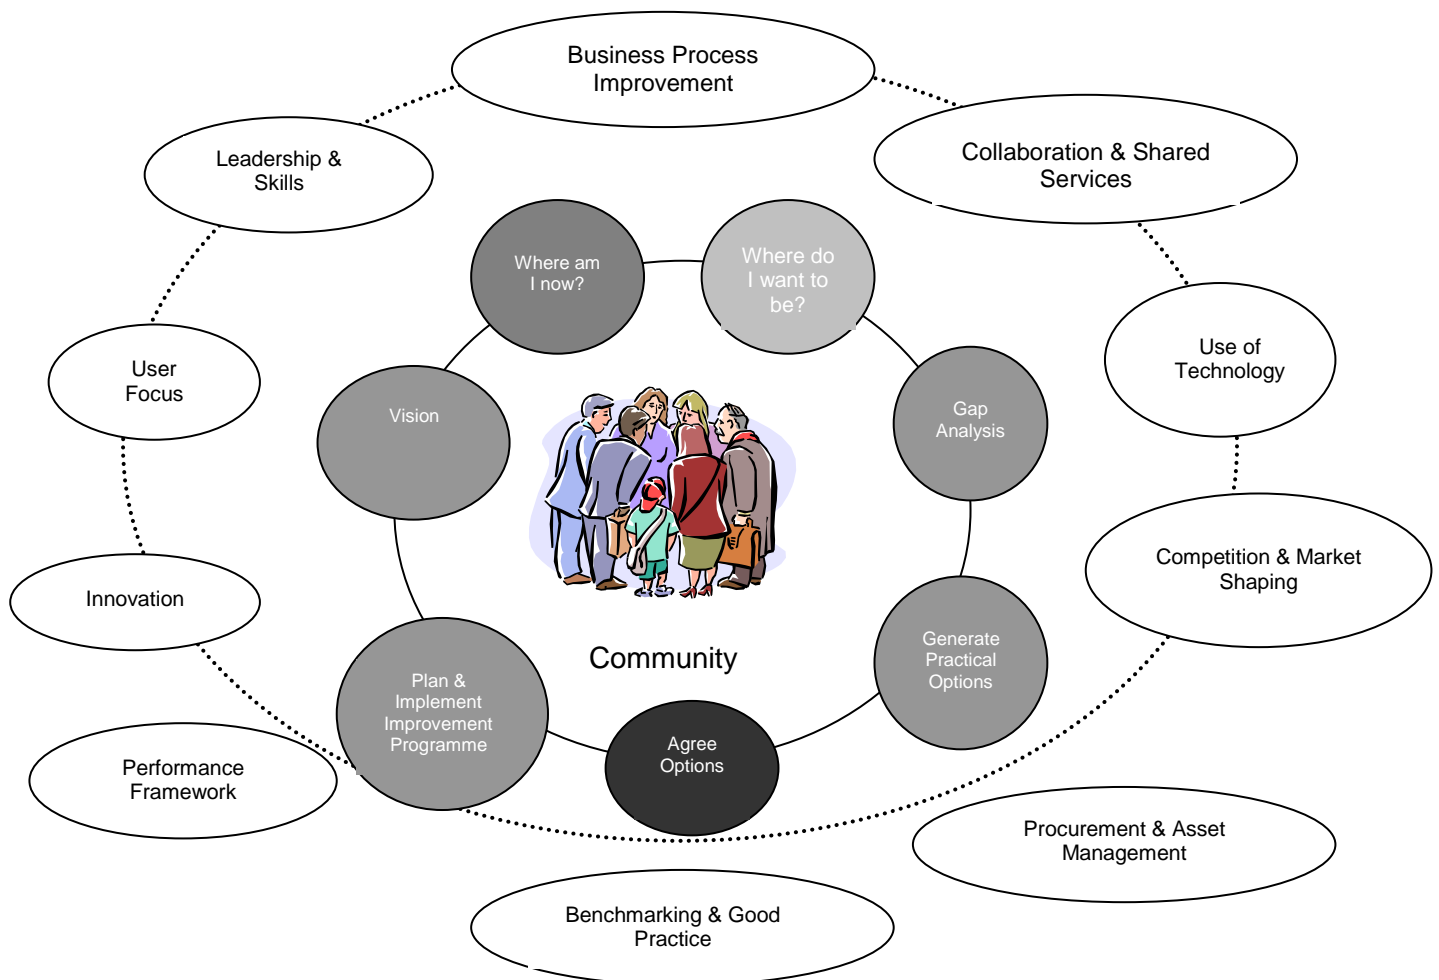 Business Process
Improvement
Leadership &
Skills
Collaboration & Shared
Services
Where am
I now?
Where do
I want to
be?
User
Focus
Use of
Technology
Vision
Gap
Analysis
Innovation
Competition & Market
Shaping
Community
Generate
Practical
Options
Plan &
Implement
Improvement
Programme
Agree
Options
Performance
Framework
Procurement & Asset
Management
Benchmarking & Good
Practice